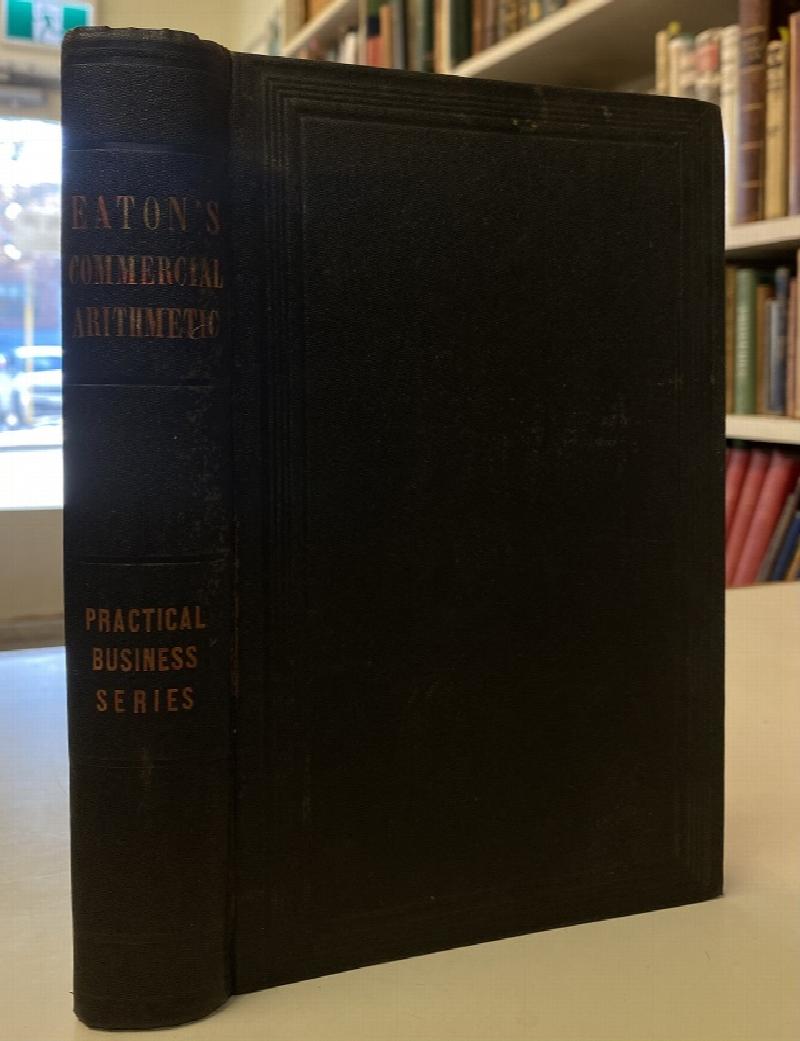 EATON'S
COMMERCIAL
ARITHMETIC
PRACTICAL
BUSINESS
SERIES